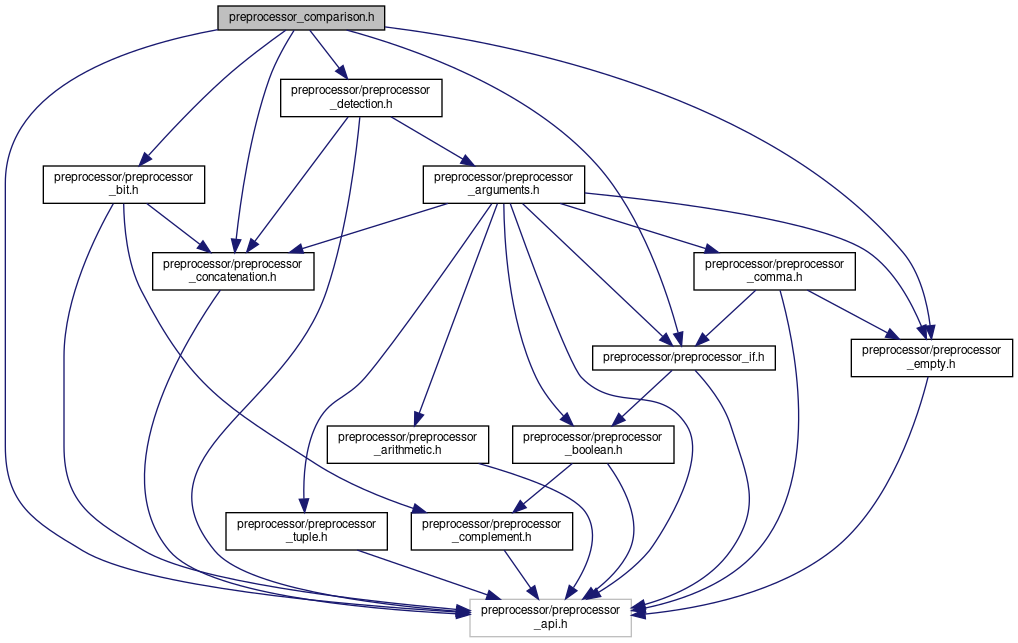 preprocessor_comparison.h
preprocessor/preprocessor
_detection.h
preprocessor/preprocessor
_bit.h
preprocessor/preprocessor
_arguments.h
preprocessor/preprocessor
_concatenation.h
preprocessor/preprocessor
_comma.h
preprocessor/preprocessor_if.h
preprocessor/preprocessor
_empty.h
preprocessor/preprocessor
_arithmetic.h
preprocessor/preprocessor
_boolean.h
preprocessor/preprocessor
_tuple.h
preprocessor/preprocessor
_complement.h
preprocessor/preprocessor
_api.h